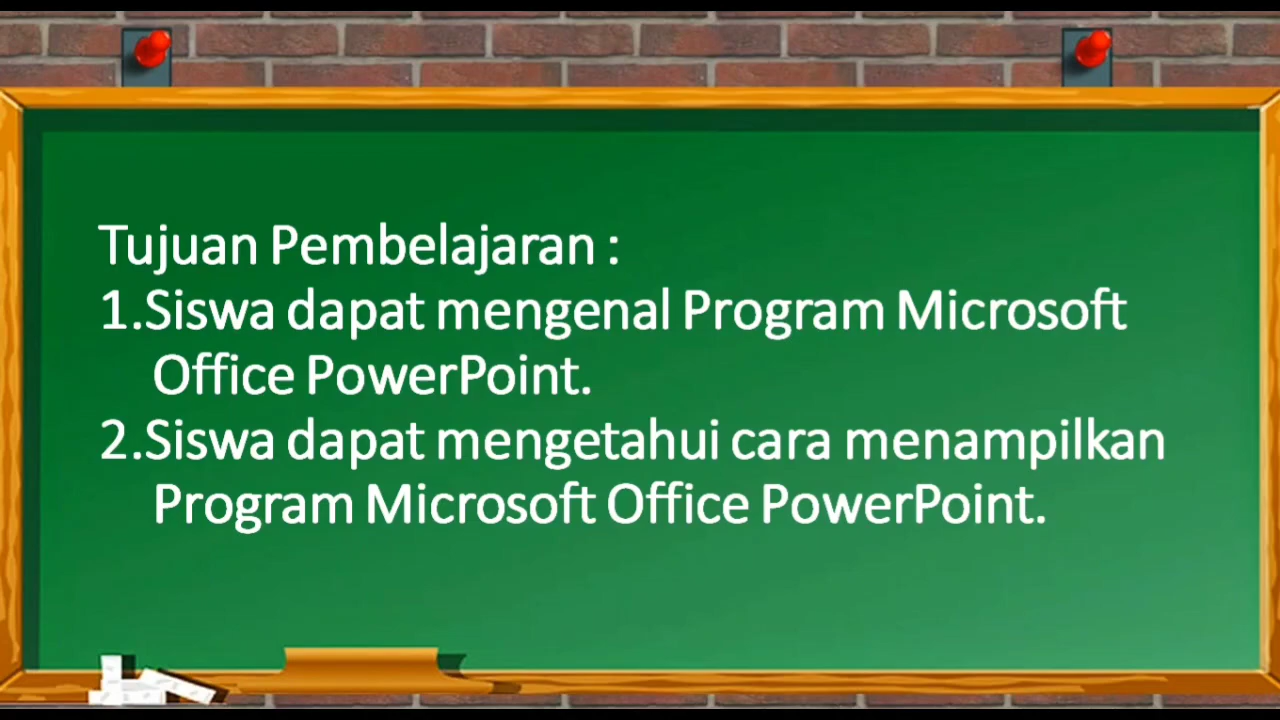 Tujuan Pembelajaran :
1.Siswa dapat mengenal Program Microsoft
Office PowerPoint.
2.Siswa dapat mengetahui cara menampilkan
Program Microsoft Office PowerPoint.